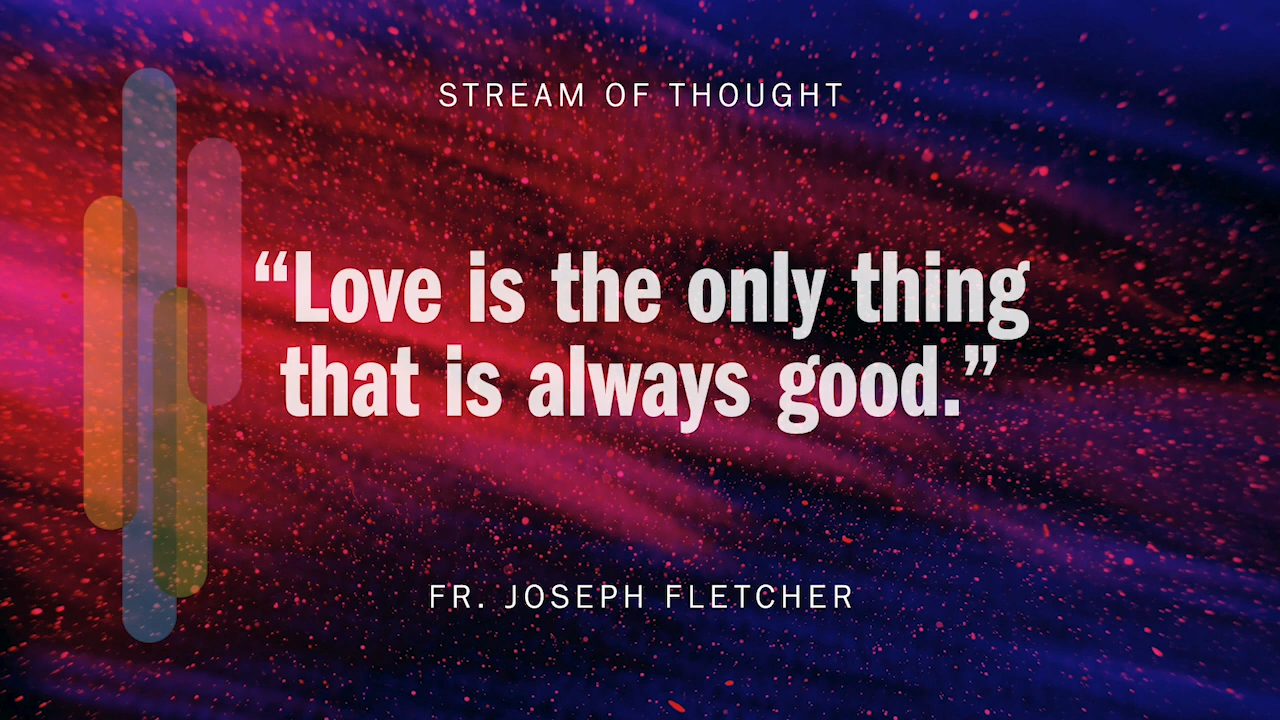 STREAM OF THOUGHT
“Love is the only thing
that is always good.”
FR. JOSEPH FLETCHER